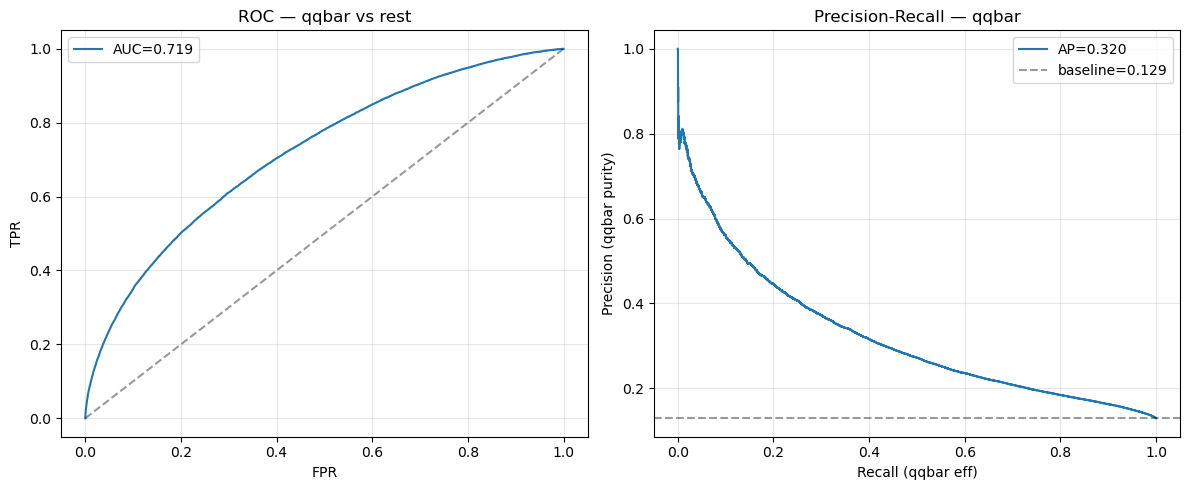 ROC — qqbar vs rest
AUC=0.719
1.0
0.8
0.6
0.4
0.2
0.0
TPR
0.0 0.2 0.4 0.6 0.8 1.0
FPR
Precision-Recall — qqbar
AP=0.320
baseline=0.129
1.0
0.8
0.6
0.4
0.2
Precision (qqbar purity)
0.0 0.2 0.4 0.6 0.8 1.0
Recall (qqbar eff)